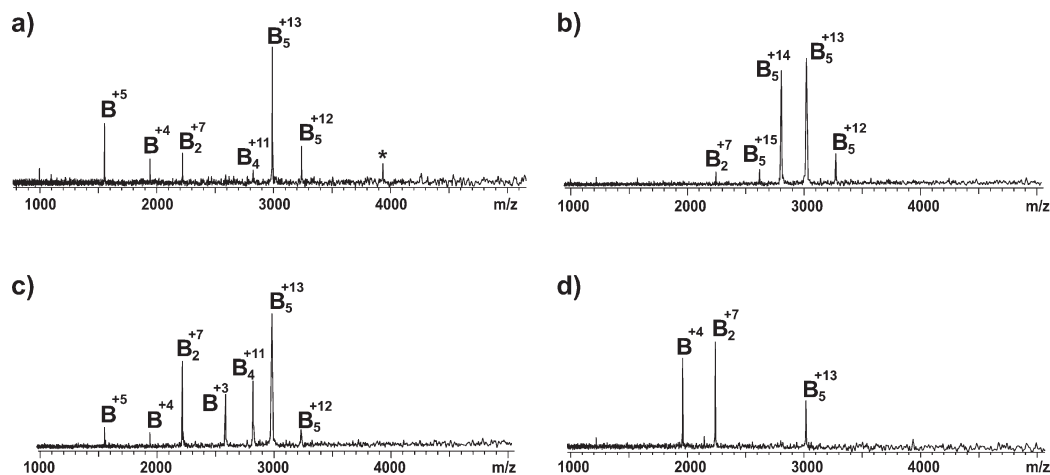 a)
B+5
B+4
B2+7
B4+11
B5+13
B5+12
*
1000 2000 3000 4000 m/z
b)
B2+7
B5+15
B5+14
B5+13
B5+12
1000 2000 3000 4000 m/z
c)
B+5
B+4
B2+7
B+3
B4+11
B5+13
B5+12
1000 2000 3000 4000 m/z
d)
B+4
B2+7
B5+13
1000 2000 3000 4000 m/z